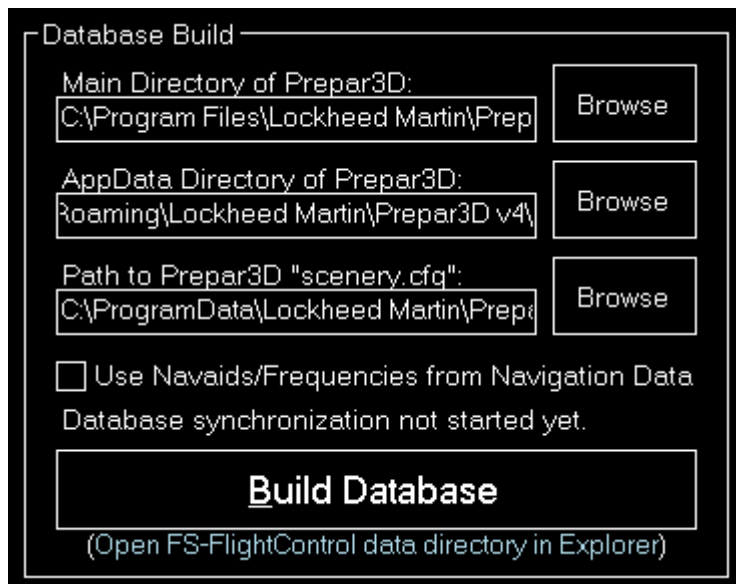 Database Build
Main Directory of Prepar3D:
C:\Program Files\Lockheed Martin\Prep
Browse
AppData Directory of Prepar3D:
Roaming\Lockheed Martin\Prepar3D v4\
Browse
Path to Prepar3D "scenery.cfg":
C:\ProgramData\Lockheed Martin\Prepa
Browse
Use Navaids/Frequencies from Navigation Data
Database synchronization not started yet.
Build Database
(Open FS-FlightControl data directory in Explorer)